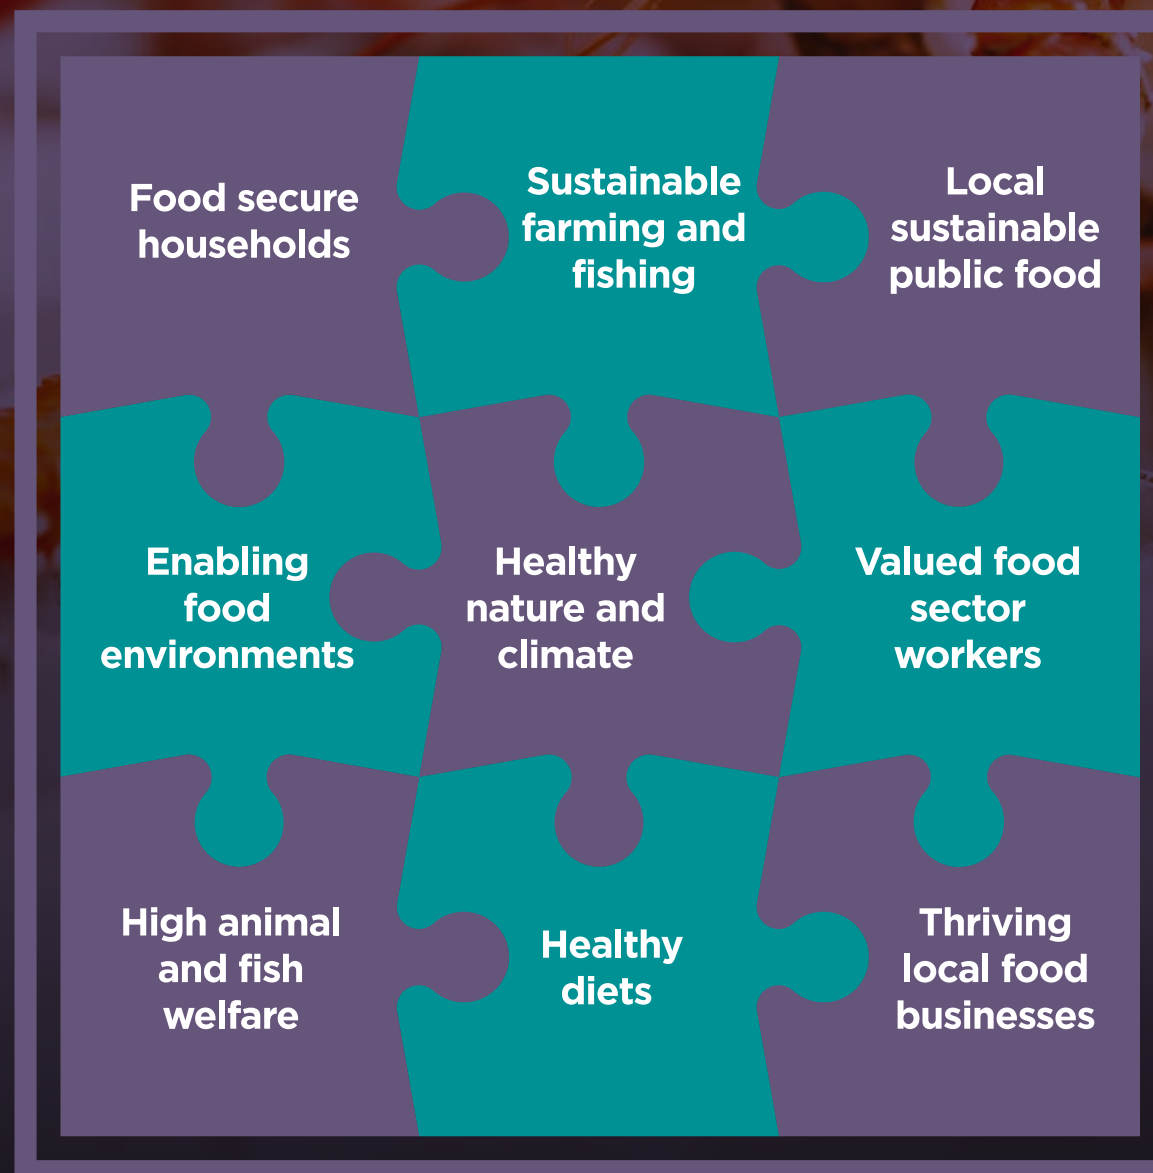 Food secure
households
Sustainable
farming and
fishing
Local
sustainable
public food
Enabling
food
environments
Healthy
nature and
climate
Valued food
sector
workers
High animal
and fish
welfare
Healthy
diets
Thriving
local food
businesses